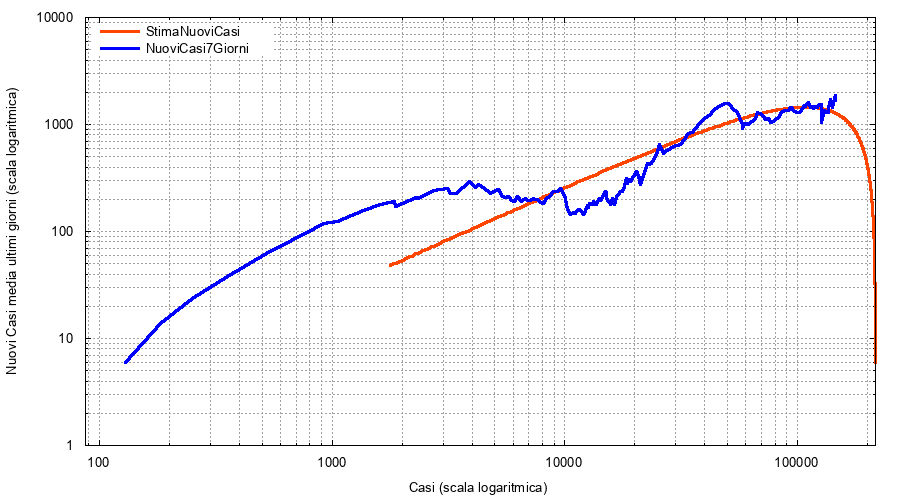 10000
1000
100
10
1
StimaNuoviCasi
NuoviCasi7Giorni
Nuovi Casi media ultimi giorni (scala logaritmica)
100 1000 10000 100000
Casi (scala logaritmica)